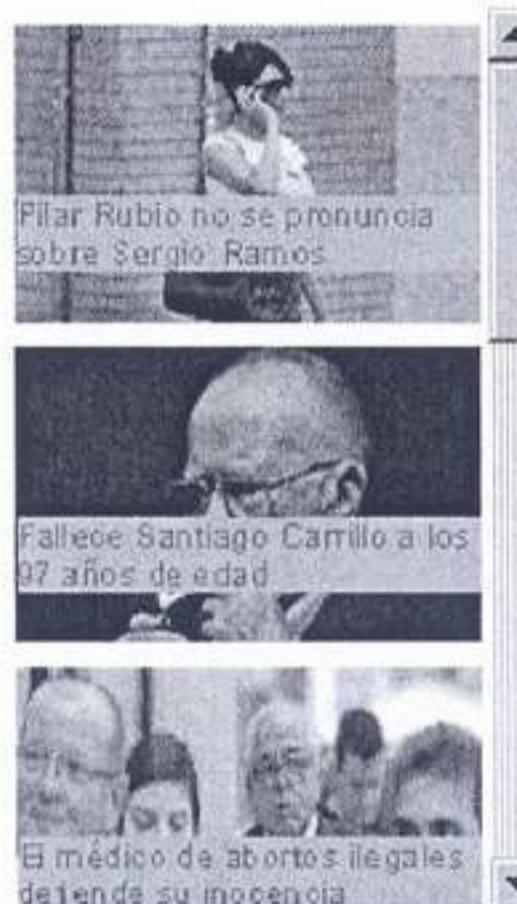 Pilar Rubio no se pronuncia
sobre Sergio Ramos
Fallece Santiago Carrillo a los
97 años de edad
El médico de abortos ilegales
defiende su inocencia